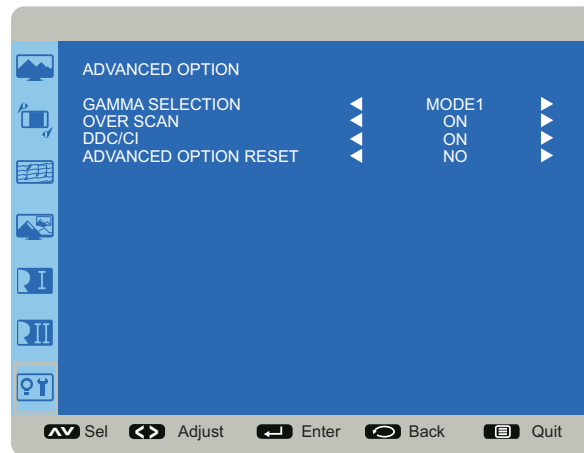 ADVANCED OPTION
GAMMA SELECTION MODE1
OVER SCAN ON
DDC/CI ON
ADVANCED OPTION RESET NO
I
II
Sel Adjust Enter Back Quit